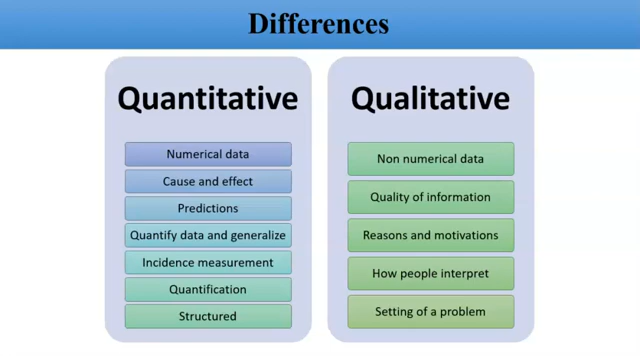 Differences
Quantitative
Numerical data
Cause and effect
Predictions
Quantify data and generalize
Incidence measurement
Quantification
Structured
Qualitative
Non numerical data
Quality of information
Reasons and motivations
How people interpret
Setting of a problem